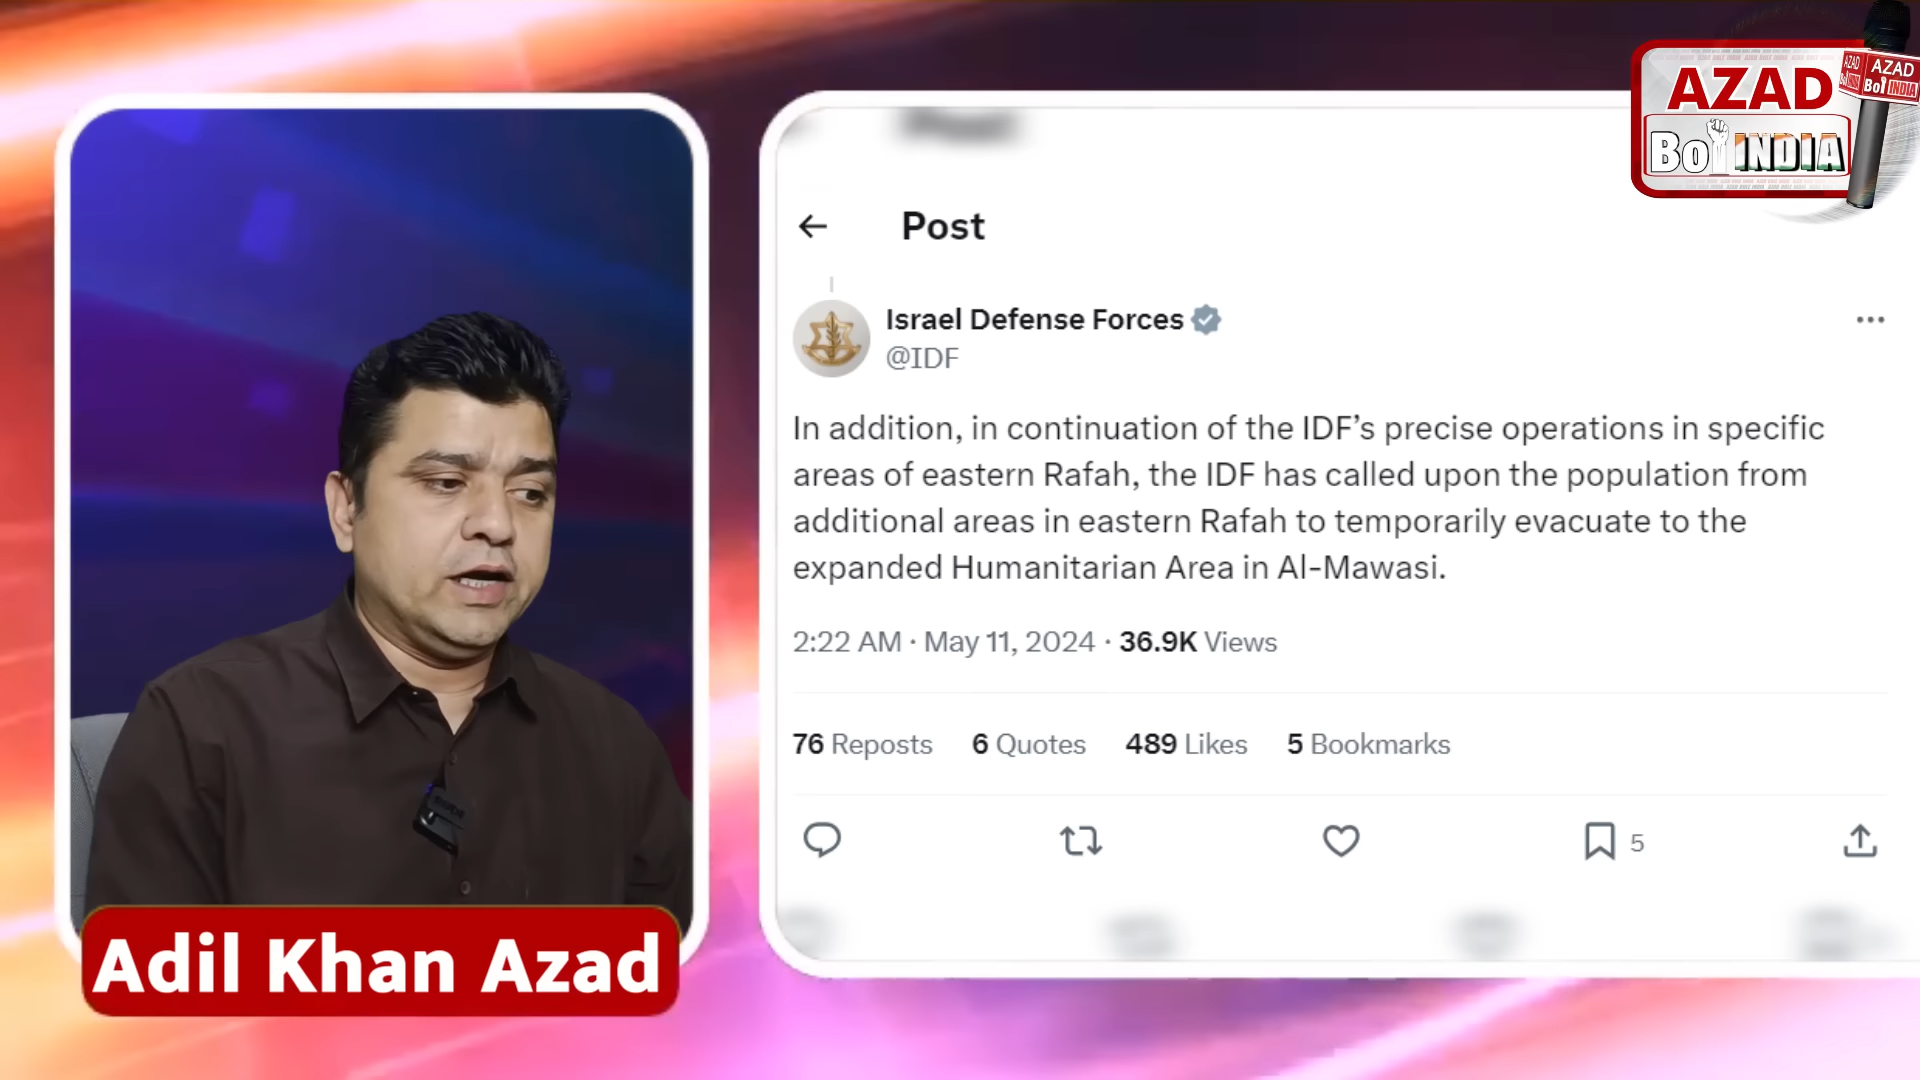 AZAD
Bol INDIA
AZAD
AZAD
Bol INDIA
Post
Post
Israel Defense Forces
@IDF
In addition, in continuation of the IDF’s precise operations in specific
areas of eastern Rafah, the IDF has called upon the population from
additional areas in eastern Rafah to temporarily evacuate to the
expanded Humanitarian Area in Al-Mawasi.
2:22 AM · May 11, 2024 · 36.9K Views
76 Reposts 6 Quotes 489 Likes 5 Bookmarks
5
Adil Khan Azad